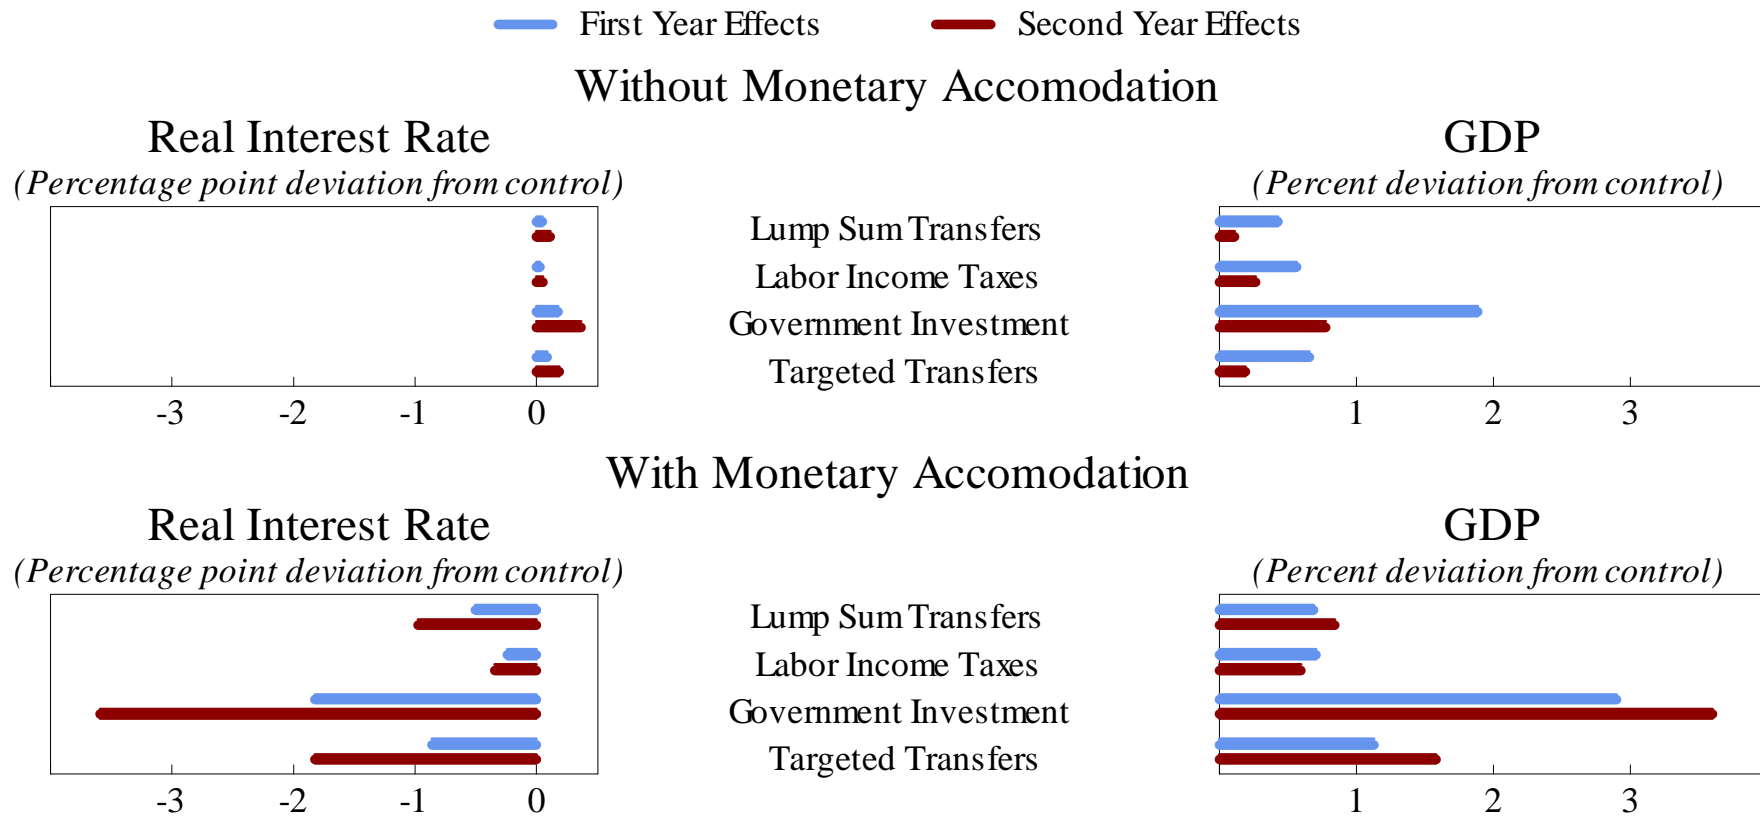 First Year Effects Second Year Effects
Without Monetary Accomodation
Real Interest Rate GDP
(Percentage point deviation from control) (Percent deviation from control)
Lump Sum Transfers
Labor Income Taxes
Government Investment
Targeted Transfers
-3 -2 -1 0 1 2 3
With Monetary Accomodation
Real Interest Rate GDP
(Percentage point deviation from control) (Percent deviation from control)
Lump Sum Transfers
Labor Income Taxes
Government Investment
Targeted Transfers
-3 -2 -1 0 1 2 3